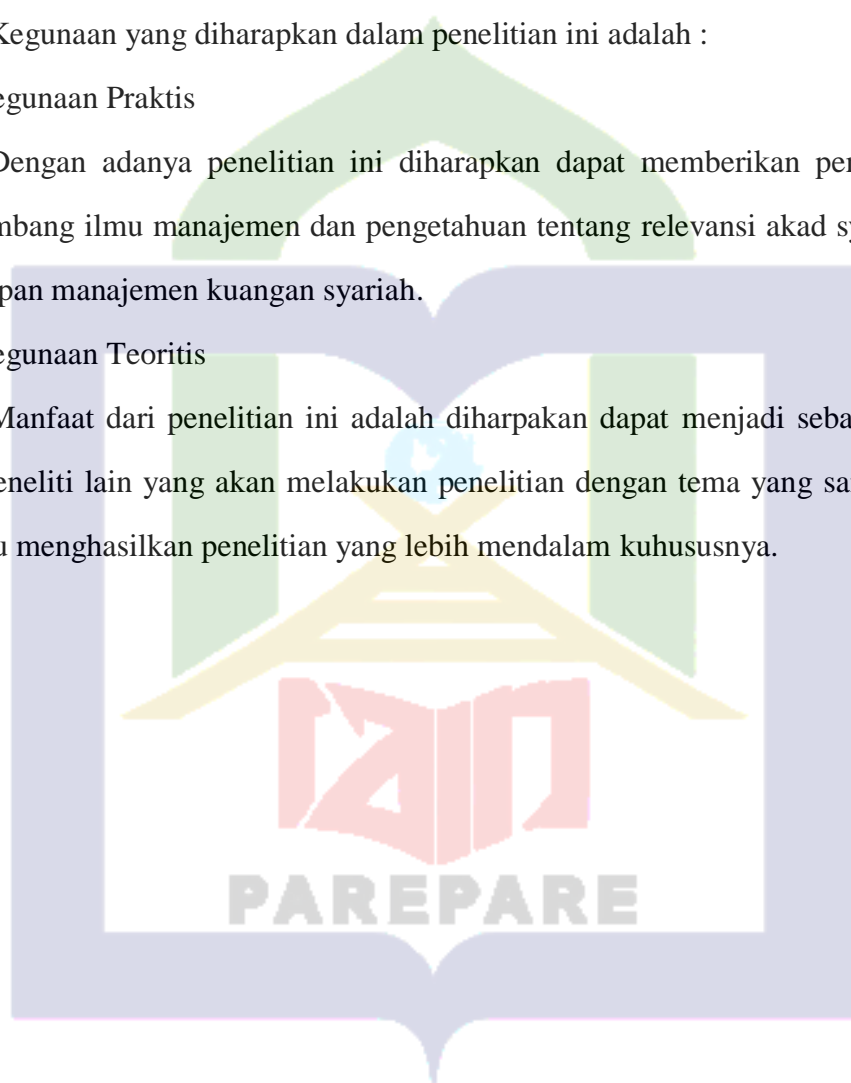 Kegunaan yang diharapkan dalam penelitian ini adalah :
egunaan Praktis
Dengan adanya penelitian ini diharapkan dapat memberikan per
mbang ilmu manajemen dan pengetahuan tentang relevansi akad sy
pan manajemen kuangan syariah.
egunaan Teoritis
Manfaat dari penelitian ini adalah diharpakan dapat menjadi seba
eneliti lain yang akan melakukan penelitian dengan tema yang sa
u menghasilkan penelitian yang lebih mendalam kuhususnya.
iain
PAREPARE